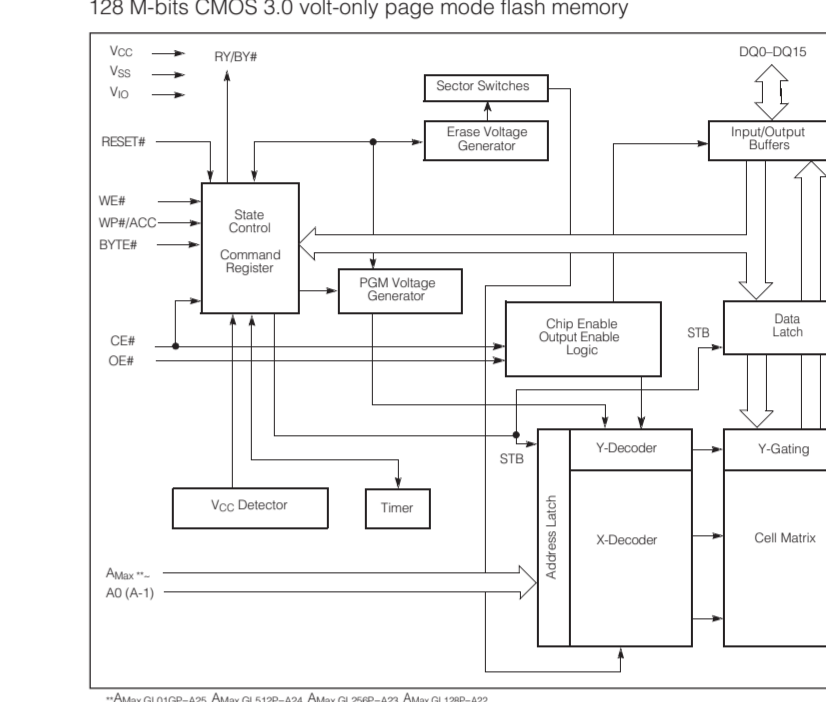 128 M-bits CMOS 3.0 volt-only page mode flash memory
VCC
VSS
VIO
RY/BY#
DQ0–DQ15
Sector Switches
RESET#
Erase Voltage
Generator
Input/Output
Buffers
WE#
WP#/ACC
BYTE#
State
Control
Command
Register
PGM Voltage
Generator
CE#
OE#
Chip Enable
Output Enable
Logic
STB
Data
Latch
STB
Y-Decoder
Y-Gating
VCC Detector
Timer
Address Latch
X-Decoder
Cell Matrix
AMax **~
A0 (A-1)
**AMax GL01GP=A25, AMax GL512P=A24, AMax GL256P=A23, AMax GL128P=A22